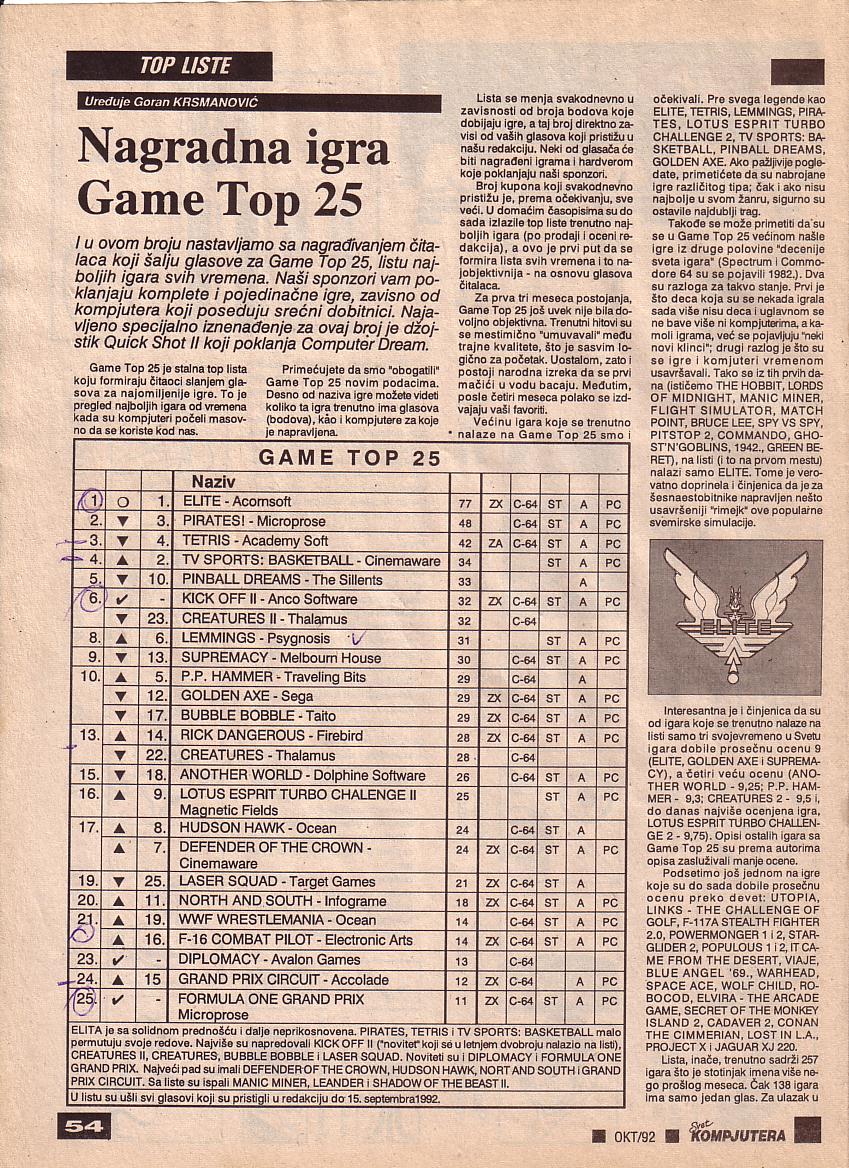 TOP LISTE
Uređuje Goran KRSMANOVIĆ
Nagradna igra
Game Top 25
I u ovom broju nastavljamo sa nagrađivanjem čita-
laca koji šalju glasove za Game Top 25, listu naj-
boljih igara svih vremena. Naši sponzori vam po-
klanjaju komplete i pojedinačne igre, zavisno od
kompjutera koji poseduju srećni dobitnici. Naja-
vljeno specijalno iznenađenje za ovaj broj je džoj-
stik Quick Shot II koji poklanja Computer Dream.
Game Top 25 je stalna top lista
koju formiraju čitaoci slanjem gla-
sova za najomiljenije igre. To je
pregled najboljih igara od vremena
kada su kompjuteri počeli masov-
no da se koriste kod nas.
Primećujete da smo "obogatili"
Game Top 25 novim podacima.
Desno od naziva igre možete videti
koliko ta igra trenutno ima glasova
(bodova), kao i kompjutere za koje
je napravljena.
Lista se menja svakodnevno u
zavisnosti od broja bodova koje
dobijaju igre, a taj broj direktno za-
visi od vaših glasova koji pristižu u
našu redakciju. Neki od glasača će
biti nagrađeni igrama i hardverom
koje poklanjaju naši sponzori.
Broj kupona koji svakodnevno
pristižu je, prema očekivanju, sve
veći. U domaćim časopisima su do
sada izlazile top liste trenutno naj-
boljih igara (po prodaji i oceni re-
dakcija), a ovo je prvi put da se
formira lista svih vremena i to na-
jobjektivnija - na osnovu glasova
čitalaca.
Za prva tri meseca postojanja,
Game Top 25 još uvek nije bila do-
voljno objektivna. Trenutni hitovi su
se mestimično "umuvavali" među
trajne kvalitete, što je sasvim lo-
gično za početak. Uostalom, zato i
postoji narodna izreka da se prvi
mačići u vodu bacaju. Međutim,
posle četiri meseca polako se iz-
dvajaju vaši favoriti.
Većinu igara koje se trenutno
nalaze na Game Top 25 smo i
očekivali. Pre svega legende kao
ELITE, TETRIS, LEMMINGS, PIRA-
TES, LOTUS ESPRIT TURBO
CHALLENGE 2, TV SPORTS: BA-
SKETBALL, PINBALL DREAMS,
GOLDEN AXE. Ako pažljivije pogle-
date, primetićete da su nabrojane
igre različitog tipa; čak i ako nisu
najbolje u svom žanru, sigurno su
ostavile najdublji trag.
Takođe se može primetiti da su
se u Game Top 25 većinom našle
igre iz druge polovine "decenije
sveta igara" (Spectrum i Commo-
dore 64 su se pojavili 1982.). Dva
su razloga za takvo stanje. Prvi je
što deca koja su se nekada igrala
sada više nisu deca i uglavnom se
ne bave više ni kompjuterima, a ka-
moli igrama, već se pojavljuju "neki
novi klinci"; drugi razlog je što su
se igre i komjuteri vremenom
usavršavali. Tako se iz tih prvih da-
na (ističemo THE HOBBIT, LORDS
OF MIDNIGHT, MANIC MINER,
FLIGHT SIMULATOR, MATCH
POINT, BRUCE LEE, SPY VS SPY,
PITSTOP 2, COMMANDO, GHO-
ST'N'GOBLINS, 1942., GREEN BE-
RET), na listi (i to na prvom mestu)
nalazi samo ELITE. Tome je vero-
vatno doprinela i činjenica da je za
šesnaestobitnike napravljen nešto
usavršeniji "rimejk" ove popularne
svemirske simulacije.
ELITE
Interesantna je i činjenica da su
od igara koje se trenutno nalaze na
listi samo tri svojevremeno u Svetu
igara dobile prosečnu ocenu 9
(ELITE, GOLDEN AXE i SUPREMA-
CY), a četiri veću ocenu (ANO-
THER WORLD - 9,25; P.P. HAM-
MER - 9,3; CREATURES 2 - 9,5 i,
do danas najviše ocenjena igra,
LOTUS ESPRIT TURBO CHALLEN-
GE 2 - 9,75). Opisi ostalih igara sa
Game Top 25 su prema autorima
opisa zasluživali manje ocene.
Podsetimo još jednom na igre
koje su do sada dobile prosečnu
ocenu preko devet: UTOPIA,
LINKS - THE CHALLENGE OF
GOLF, F-117A STEALTH FIGHTER
2.0, POWERMONGER 1 i 2, STAR-
GLIDER 2, POPULOUS 1 i 2, IT CA-
ME FROM THE DESERT, VIAJE,
BLUE ANGEL '69., WARHEAD,
SPACE ACE, WOLF CHILD, RO-
BOCOD, ELVIRA - THE ARCADE
GAME, SECRET OF THE MONKEY
ISLAND 2, CADAVER 2, CONAN
THE CIMMERIAN, LOST IN L.A.,
PROJECT X i JAGUAR XJ 220.
Lista, inače, trenutno sadrži 257
igara što je stotinjak imena više ne-
go prošlog meseca. Čak 138 igara
ima samo jedan glas. Za ulazak u
GAME TOP 25
Naziv
1. O 1. ELITE - Acornsoft 77 ZX C-64 ST A PC
2. ▼ 3. PIRATES! - Microprose 48 C-64 ST A PC
3. ▼ 4. TETRIS - Academy Soft 42 ZA C-64 ST A PC
4. ▲ 2. TV SPORTS: BASKETBALL - Cinemaware 34 ST A PC
5. ▼ 10. PINBALL DREAMS - The Sillents 33 A
6. ✔ - KICK OFF II - Anco Software 32 ZX C-64 ST A PC
▼ 23. CREATURES II - Thalamus 32 C-64
8. ▲ 6. LEMMINGS - Psygnosis 31 ST A PC
9. ▼ 13. SUPREMACY - Melbourn House 30 C-64 ST A PC
10. ▲ 5. P.P. HAMMER - Traveling Bits 29 C-64 A
▼ 12. GOLDEN AXE - Sega 29 ZX C-64 ST A PC
▼ 17. BUBBLE BOBBLE - Taito 29 ZX C-64 ST A PC
13. ▲ 14. RICK DANGEROUS - Firebird 28 ZX C-64 ST A PC
▼ 22. CREATURES - Thalamus 28 C-64
15. ▼ 18. ANOTHER WORLD - Dolphine Software 26 C-64 ST A PC
16. ▲ 9. LOTUS ESPRIT TURBO CHALENGE II 25 ST A PC
Magnetic Fields
17. ▲ 8. HUDSON HAWK - Ocean 24 C-64 ST A
▲ 7. DEFENDER OF THE CROWN - 24 ZX C-64 ST A PC
Cinemaware
19. ▼ 25. LASER SQUAD - Target Games 21 ZX C-64 ST A
20. ▲ 11. NORTH AND SOUTH - Infograme 18 ZX C-64 ST A PC
21. ▲ 19. WWF WRESTLEMANIA - Ocean 14 C-64 ST A PC
▲ 16. F-16 COMBAT PILOT - Electronic Arts 14 ZX C-64 ST A PC
23. ✔ - DIPLOMACY - Avalon Games 13 C-64
24. ▲ 15 GRAND PRIX CIRCUIT - Accolade 12 ZX C-64 A PC
25. ✔ - FORMULA ONE GRAND PRIX 11 ZX C-64 ST A PC
Microprose
ELITA je sa solidnom prednošću i dalje neprikosnovena. PIRATES, TETRIS i TV SPORTS: BASKETBALL malo
permutuju svoje redove. Najviše su napredovali KICK OFF II ("novitet" koji se u letnjem dvobroju nalazio na listi),
CREATURES II, CREATURES, BUBBLE BOBBLE i LASER SQUAD. Noviteti su i DIPLOMACY i FORMULA ONE
GRAND PRIX. Najveći pad su imali DEFENDER OF THE CROWN, HUDSON HAWK, NORT AND SOUTH i GRAND
PRIX CIRCUIT. Sa liste su ispali MANIC MINER, LEANDER i SHADOW OF THE BEAST II.
U listu su ušli svi glasovi koji su pristigli u redakciju do 15. septembra1992.
54
OKT/92
Svet
KOMPJUTERA